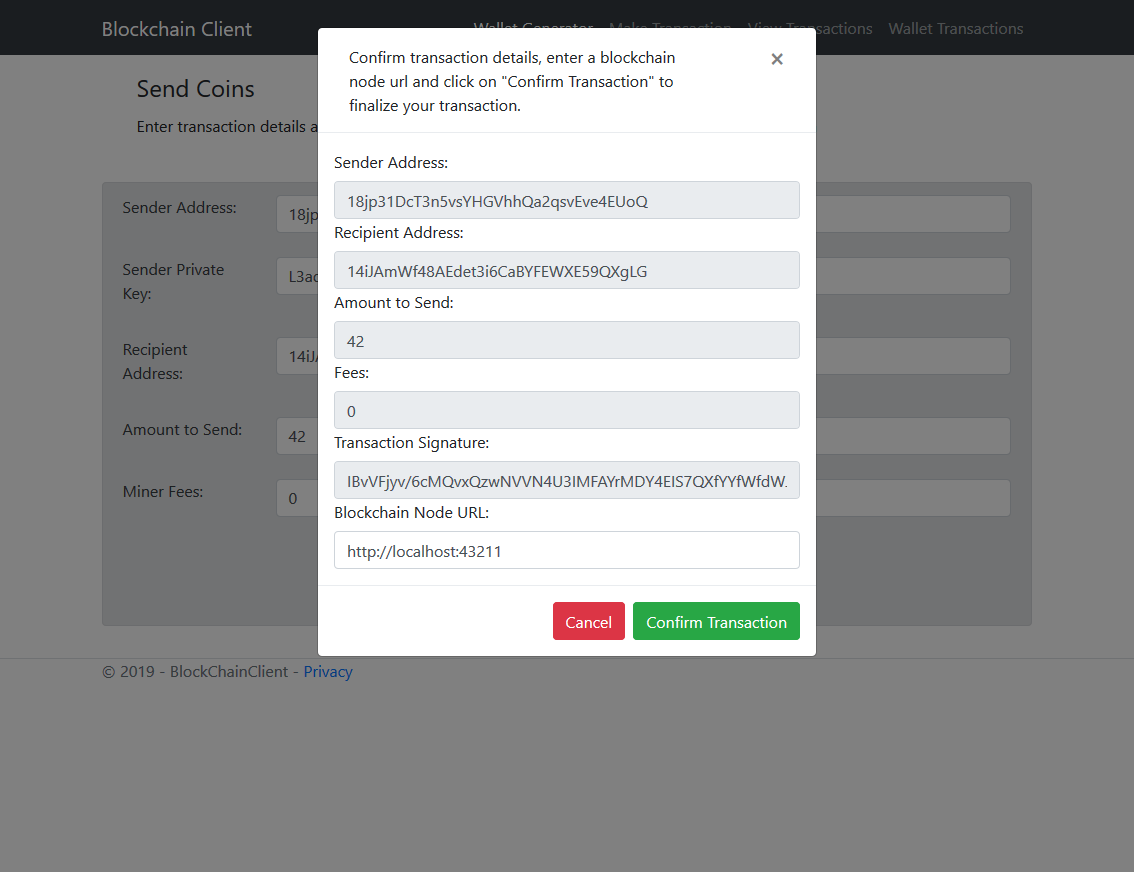 Blockchain Client
Wallet Generator Make Transaction View Transactions Wallet Transactions
Send Coins
Enter transaction details a
Sender Address:
18jp
Sender Private
Key:
L3ac
Recipient
Address:
14iJA
Amount to Send:
42
Miner Fees:
0
Confirm transaction details, enter a blockchain
node url and click on "Confirm Transaction" to
finalize your transaction.
×
Sender Address:
18jp31DcT3n5vsYHGVhhQa2qsvEve4EUoQ
Recipient Address:
14iJAmWf48AEdet3i6CaBYFEWXE59QXgLG
Amount to Send:
42
Fees:
0
Transaction Signature:
IBvVFjyv/6cMQvxQzwNVVN4U3IMFAYrMDY4EIS7QXfYYfWfdW.
Blockchain Node URL:
http://localhost:43211
Cancel Confirm Transaction
© 2019 - BlockChainClient - Privacy